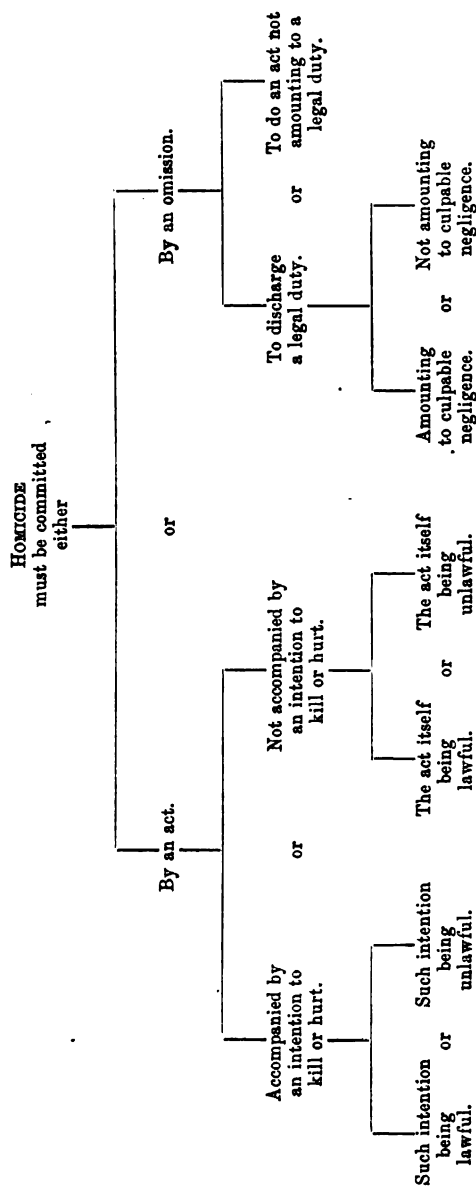 HOMICIDE
must be committed
either
By an act.
or
By an omission.
Accompanied by
an intention to
kill or hurt.
or
Not accompanied by
an intention to
kill or hurt.
To discharge
a legal duty.
or
To do an act not
amounting to a
legal duty.
Such intention
being
lawful.
or
Such intention
being
unlawful.
The act itself
being
lawful.
or
The act itself
being
unlawful.
Amounting
to culpable
negligence.
or
Not amounting
to culpable
negligence.